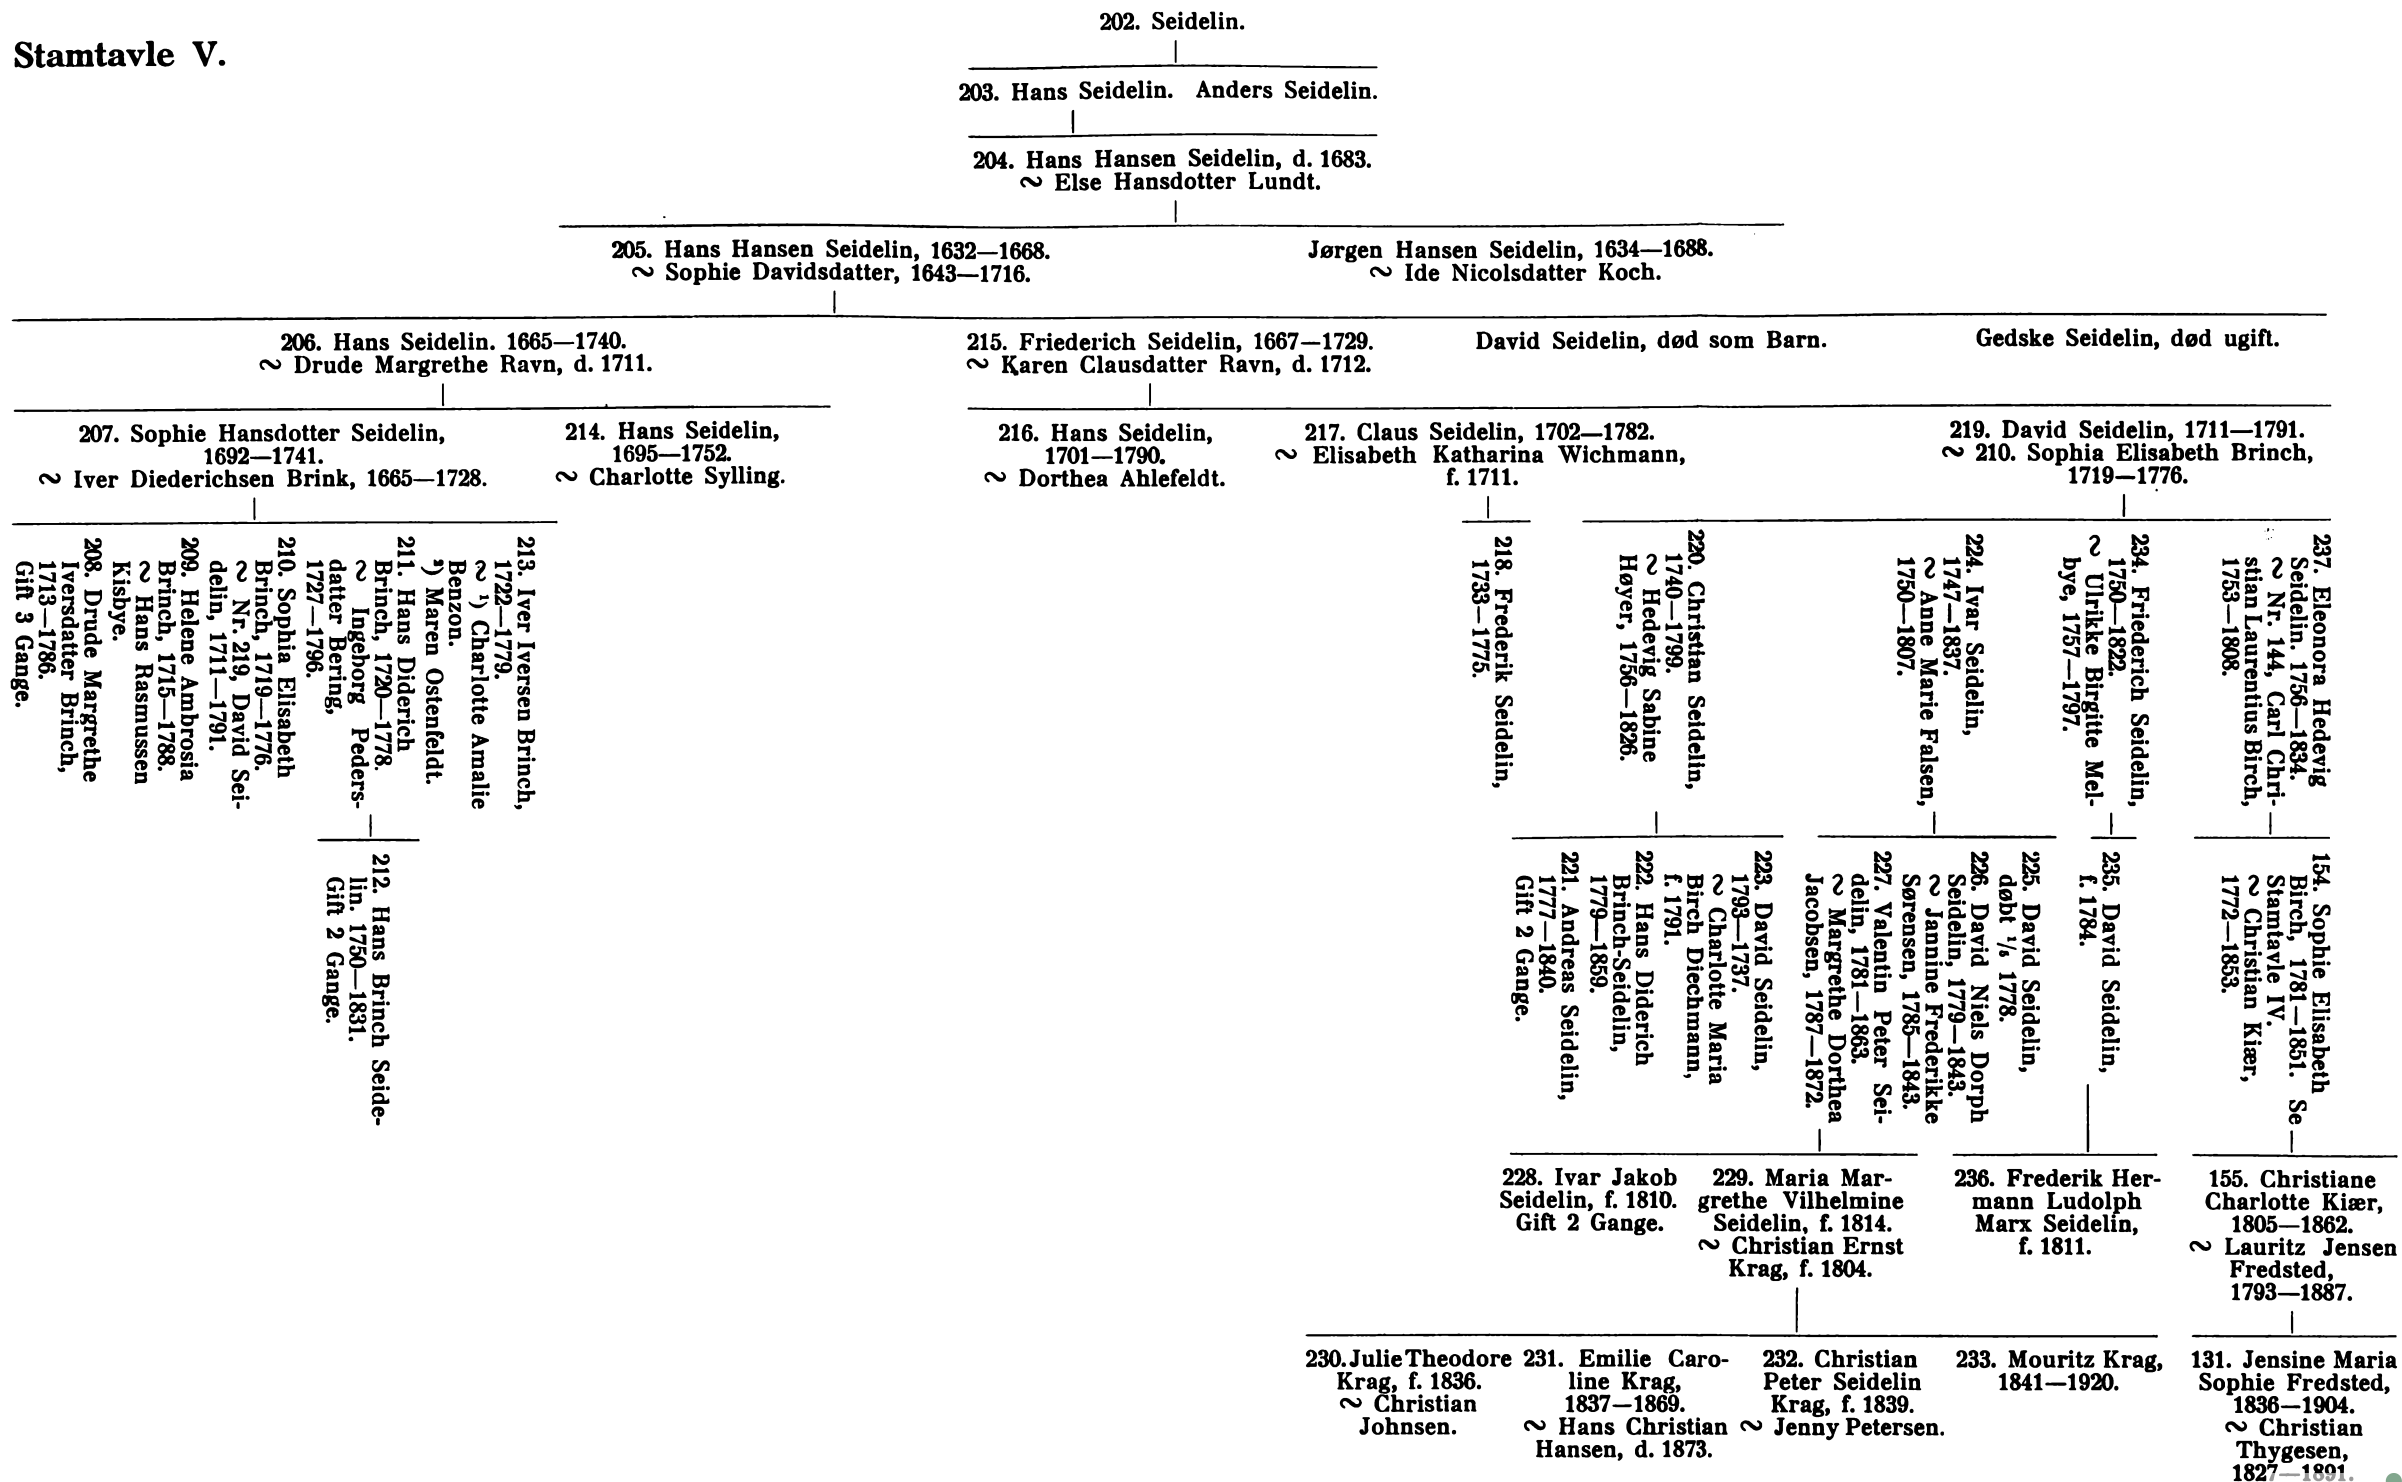 Stamtavle V.
202. Seidelin.
203. Hans Seidelin. Anders Seidelin.
204. Hans Hansen Seidelin, d. 1683.
~ Else Hansdotter Lundt.
205. Hans Hansen Seidelin, 1632—1668.
~ Sophie Davidsdatter, 1643—1716.
Jørgen Hansen Seidelin, 1634—1688.
~ Ide Nicolsdatter Koch.
206. Hans Seidelin. 1665—1740.
~ Drude Margrethe Ravn, d. 1711.
215. Friederich Seidelin, 1667—1729.
~ Karen Clausdatter Ravn, d. 1712.
David Seidelin, død som Barn.
Gedske Seidelin, død ugift.
207. Sophie Hansdotter Seidelin,
1692—1741.
~ Iver Diederichsen Brink, 1665—1728.
214. Hans Seidelin,
1695—1752.
~ Charlotte Sylling.
216. Hans Seidelin,
1701—1790.
~ Dorthea Ahlefeldt.
217. Claus Seidelin, 1702—1782.
~ Elisabeth Katharina Wichmann,
f. 1711.
219. David Seidelin, 1711—1791.
~ 210. Sophia Elisabeth Brinch,
1719—1776.
208. Drude Margrethe
Iversdatter Brinch,
1713—1786.
Gift 3 Gange.
209. Helene Ambrosia
Brinch, 1715—1788.
~ Hans Rasmussen
Kisbye.
210. Sophia Elisabeth
Brinch, 1719—1776.
~ Nr. 219, David Sei-
delin, 1711—1791.
211. Hans Diderich
Brinch, 1720—1778.
~ Ingeborg Peders-
datter Bering,
1727—1796.
213. Iver Iversen Brinch,
1722—1779.
~ ¹) Charlotte Amalie
Benzon.
²) Maren Ostenfeldt.
218. Frederik Seidelin,
1733—1775.
220. Christian Seidelin,
1740—1799.
~ Hedevig Sabine
Høyer, 1756—1826.
224. Ivar Seidelin,
1747—1837.
~ Anne Marie Falsen,
1750—1807.
234. Friederich Seidelin,
1750—1822.
~ Ulrikke Birgitte Mel-
bye, 1757—1797.
237. Eleonora Hedevig
Seidelin. 1756—1834.
~ Nr. 144, Carl Chri-
stian Laurentius Birch,
1753—1808.
212. Hans Brinch Seide-
lin. 1750—1831.
Gift 2 Gange.
221. Andreas Seidelin,
1777—1840.
Gift 2 Gange.
222. Hans Diderich
Brinch-Seidelin,
1779—1859.
223. David Seidelin,
1793—1737.
~ Charlotte Maria
Birch Diechmann,
f. 1791.
227. Valentin Peter Sei-
delin, 1781—1863.
~ Margrethe Dorthea
Jacobsen, 1787—1872.
226. David Niels Dorph
Seidelin, 1779—1843.
~ Jannine Frederikke
Sørensen, 1785—1843.
225. David Seidelin,
døbt ¹/₅ 1778.
235. David Seidelin,
f. 1784.
154. Sophie Elisabeth
Birch, 1781—1851. Se
Stamtavle IV.
~ Christian Kiær,
1772—1853.
228. Ivar Jakob
Seidelin, f. 1810.
Gift 2 Gange.
229. Maria Mar-
grethe Vilhelmine
Seidelin, f. 1814.
~ Christian Ernst
Krag, f. 1804.
236. Frederik Her-
mann Ludolph
Marx Seidelin,
f. 1811.
155. Christiane
Charlotte Kiær,
1805—1862.
~ Lauritz Jensen
Fredsted,
1793—1887.
230. Julie Theodore
Krag, f. 1836.
~ Christian
Johnsen.
231. Emilie Caro-
line Krag,
1837—1869.
~ Hans Christian
Hansen, d. 1873.
232. Christian
Peter Seidelin
Krag, f. 1839.
~ Jenny Petersen.
233. Mouritz Krag,
1841—1920.
131. Jensine Maria
Sophie Fredsted,
1836—1904.
~ Christian
Thygesen,
1827—1891.